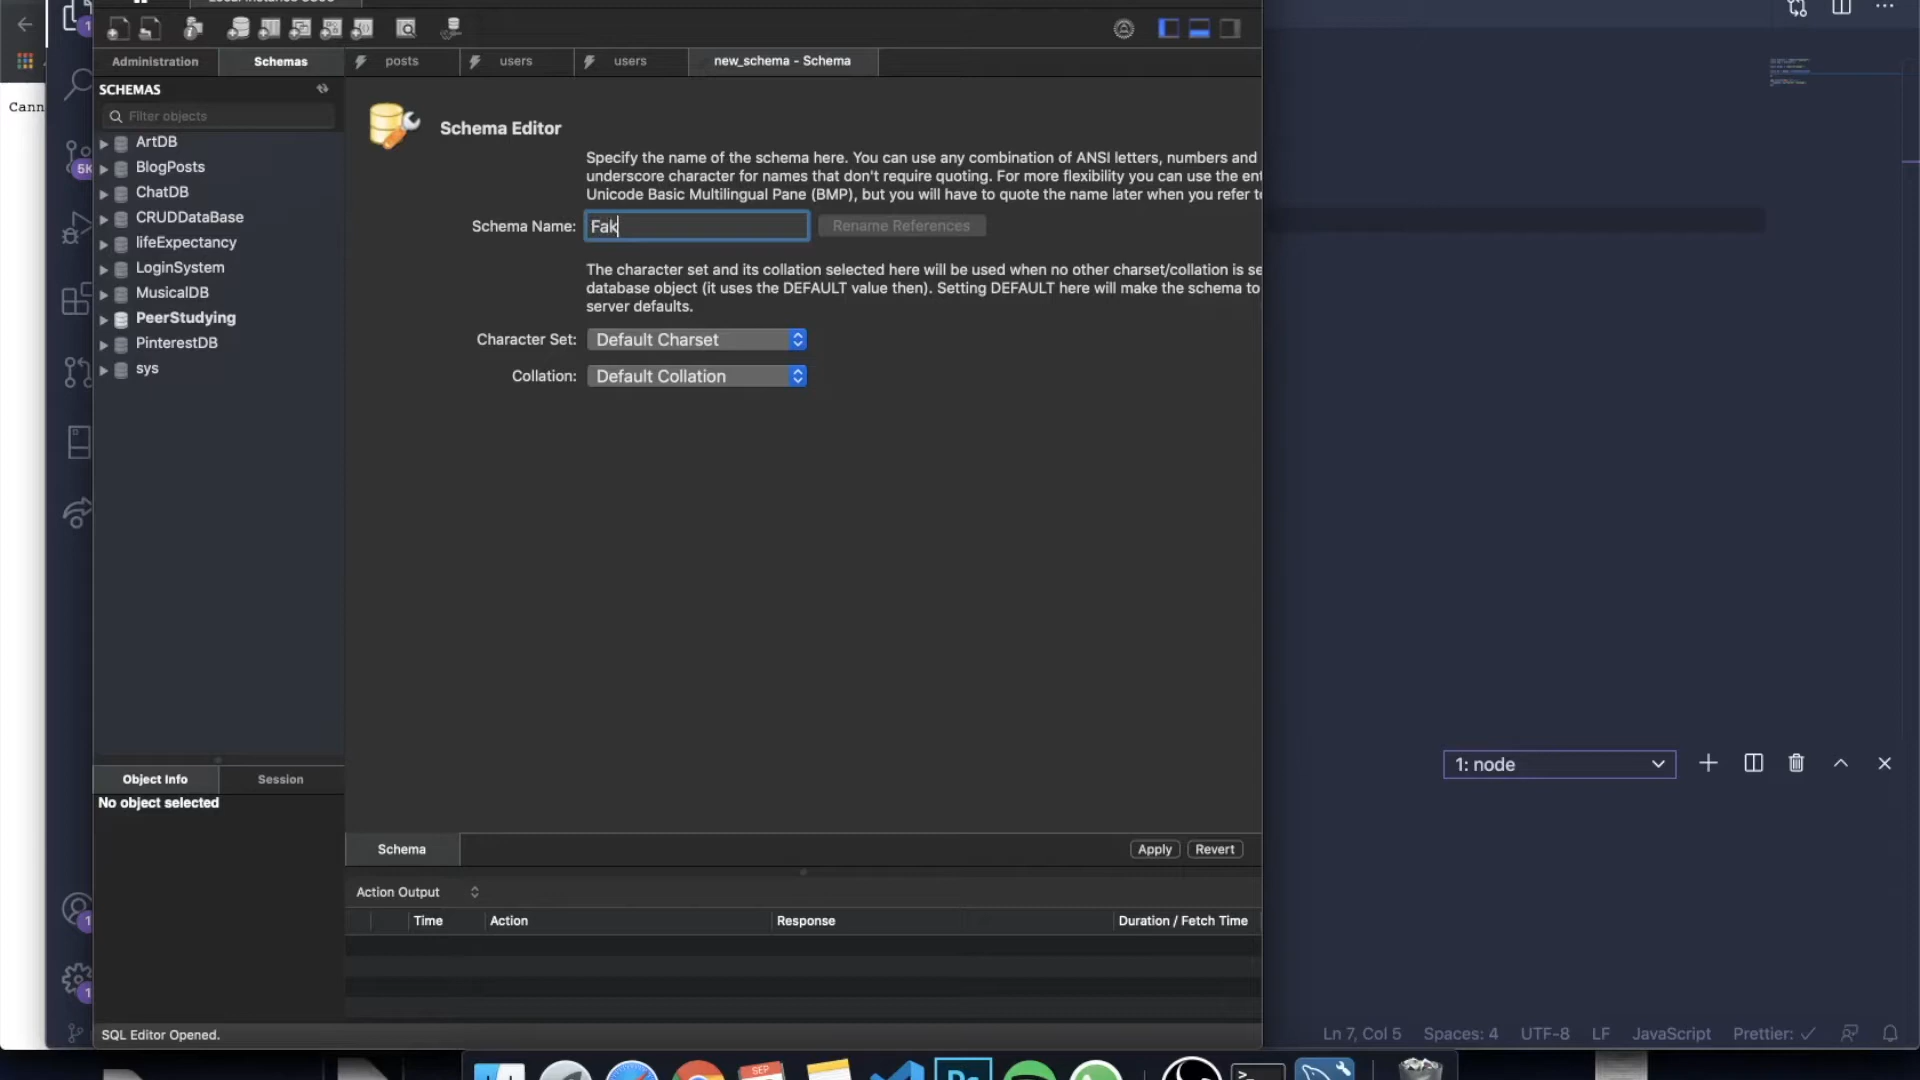 Administration
Schemas
posts
users
users
new_schema - Schema
SCHEMAS
Filter objects
Cann
ArtDB
BlogPosts
ChatDB
CRUDDataBase
lifeExpectancy
LoginSystem
MusicalDB
PeerStudying
PinterestDB
sys
1
5K
Schema Editor
Specify the name of the schema here. You can use any combination of ANSI letters, numbers and
underscore character for names that don't require quoting. For more flexibility you can use the ent
Unicode Basic Multilingual Pane (BMP), but you will have to quote the name later when you refer to
Schema Name:
Fak
Rename References
The character set and its collation selected here will be used when no other charset/collation is se
database object (it uses the DEFAULT value then). Setting DEFAULT here will make the schema to
server defaults.
Character Set:
Default Charset
Collation:
Default Collation
1: node
Object Info
Session
No object selected
Schema
Apply
Revert
Action Output
Time
Action
Response
Duration / Fetch Time
1
1
SQL Editor Opened.
Ln 7, Col 5
Spaces: 4
UTF-8
LF
JavaScript
Prettier: ✓
SEP
Ps